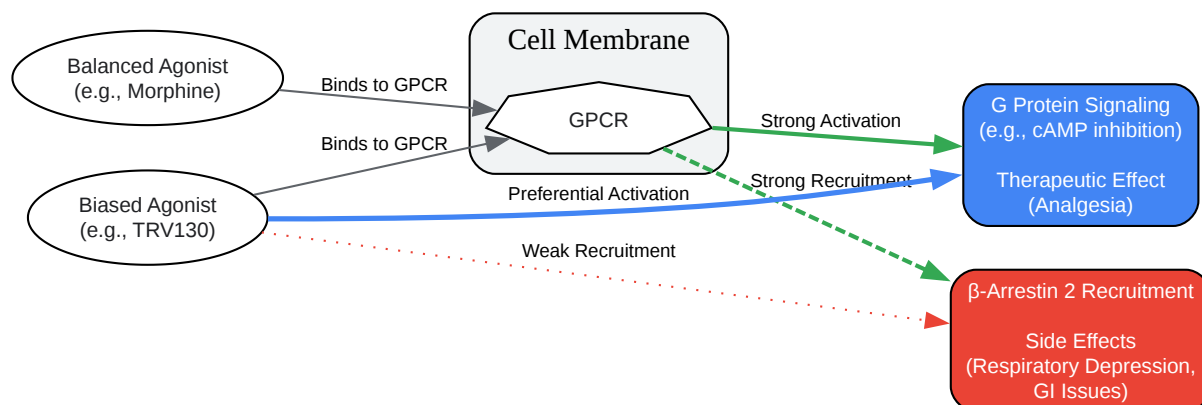 Cell Membrane
Balanced Agonist
(e.g., Morphine)
Binds to GPCR
GPCR
Strong Activation
G Protein Signaling
(e.g., cAMP inhibition)
Therapeutic Effect
(Analgesia)
Binds to GPCR
Biased Agonist
(e.g., TRV130)
Preferential Activation
Strong Recruitment
Weak Recruitment
β-Arrestin 2 Recruitment
Side Effects
(Respiratory Depression,
GI Issues)